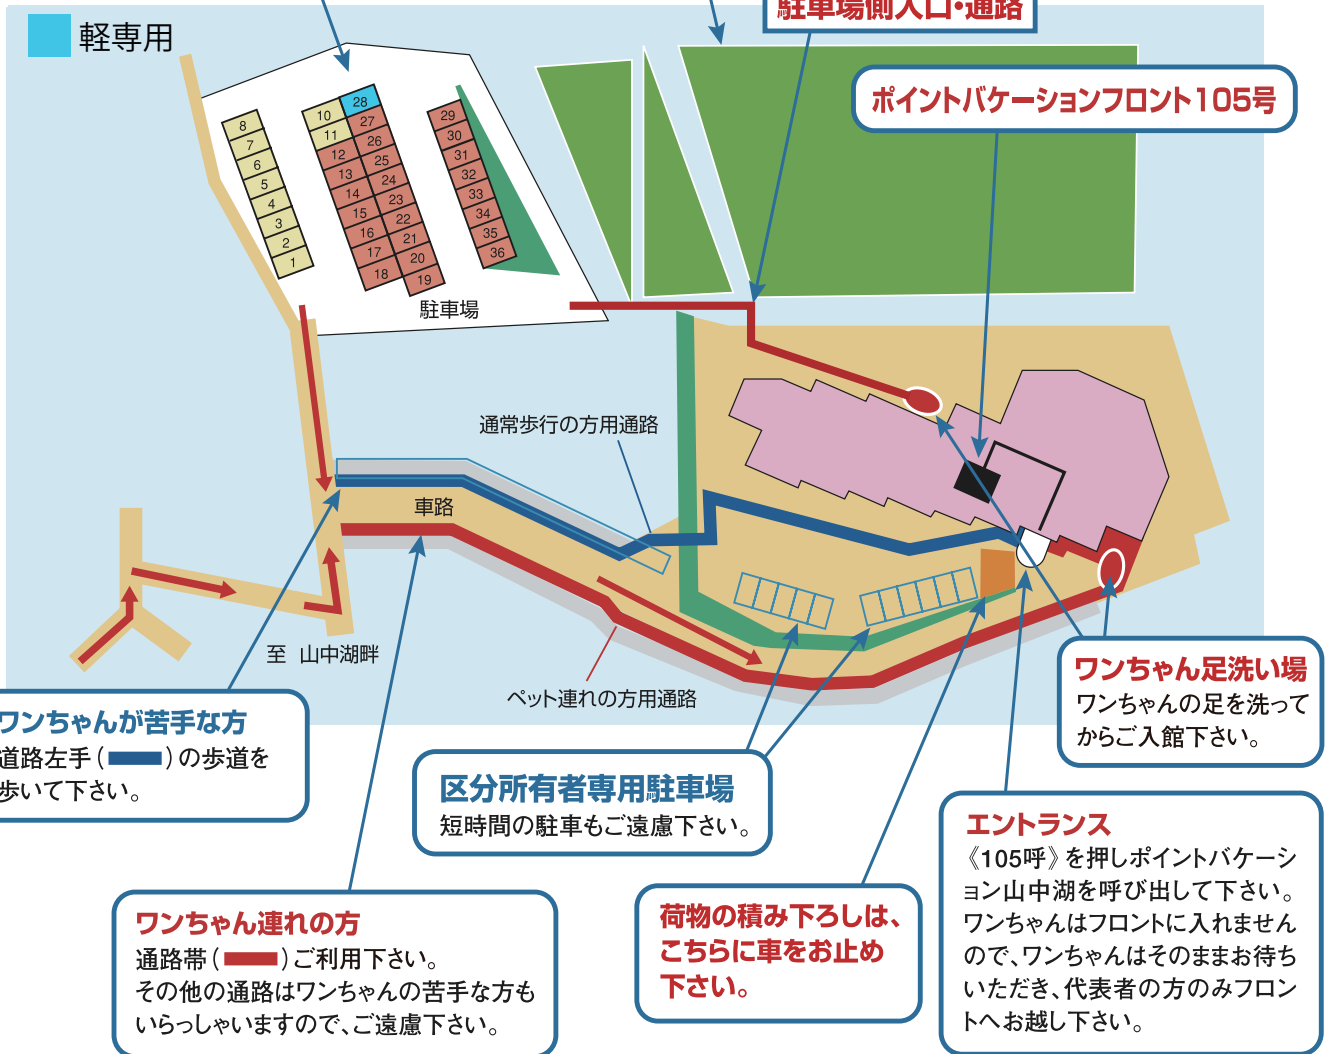 駐車場側入口・通路
軽専用
ポイントバケーションフロント105号
8
7
6
5
4
3
2
1
10
11
12
13
14
15
16
17
18
28
27
26
25
24
23
22
21
20
19
29
30
31
32
33
34
35
36
駐車場
通常歩行の方用通路
車路
至 山中湖畔
ペット連れの方用通路
ワンちゃんが苦手な方
道路左手( )の歩道を
歩いて下さい。
区分所有者専用駐車場
短時間の駐車もご遠慮下さい。
ワンちゃん足洗い場
ワンちゃんの足を洗って
からご入館下さい。
ワンちゃん連れの方
通路帯( )ご利用下さい。
その他の通路はワンちゃんの苦手な方も
いらっしゃいますので、ご遠慮下さい。
荷物の積み下ろしは、
こちらに車をお止め
下さい。
エントランス
《105呼》を押しポイントバケーシ
ョン山中湖を呼び出して下さい。
ワンちゃんはフロントに入れません
ので、ワンちゃんはそのままお待ち
いただき、代表者の方のみフロン
トへお越し下さい。